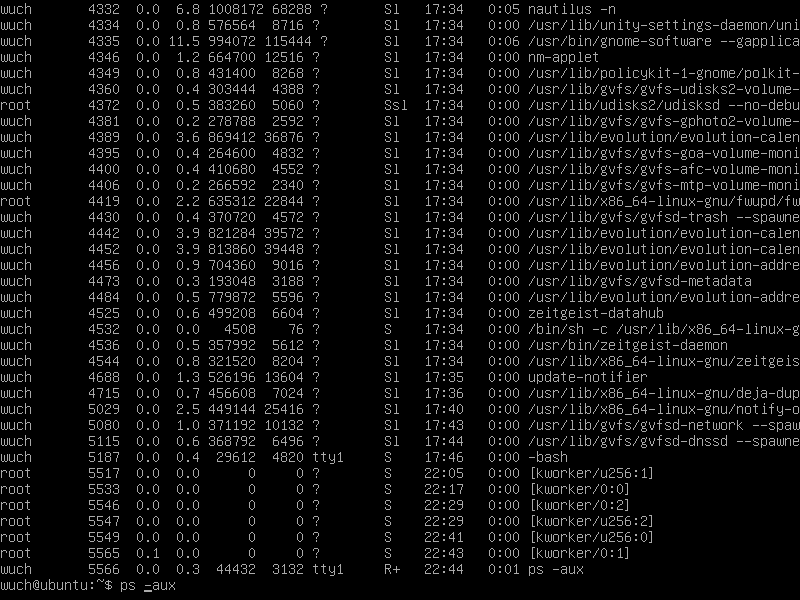 wuch 4332 0.0 6.8 1008172 68288 ? Sl 17:34 0:05 nautilus -n
wuch 4334 0.0 0.8 576564 8716 ? Sl 17:34 0:00 /usr/lib/unity-settings-daemon/uni
wuch 4335 0.0 11.5 994072 115444 ? Sl 17:34 0:06 /usr/bin/gnome-software --gapplica
wuch 4346 0.0 1.2 664700 12516 ? Sl 17:34 0:00 nm-applet
wuch 4349 0.0 0.8 431400 8268 ? Sl 17:34 0:00 /usr/lib/policykit-1-gnome/polkit-
wuch 4360 0.0 0.4 303444 4388 ? Sl 17:34 0:00 /usr/lib/gvfs/gvfs-udisks2-volume-
root 4372 0.0 0.5 383260 5060 ? Ssl 17:34 0:00 /usr/lib/udisks2/udisksd --no-debu
wuch 4381 0.0 0.2 278788 2592 ? Sl 17:34 0:00 /usr/lib/gvfs/gvfs-gphoto2-volume-
wuch 4389 0.0 3.6 869412 36876 ? Sl 17:34 0:00 /usr/lib/evolution/evolution-calen
wuch 4395 0.0 0.4 264600 4832 ? Sl 17:34 0:00 /usr/lib/gvfs/gvfs-goa-volume-moni
wuch 4400 0.0 0.4 410680 4552 ? Sl 17:34 0:00 /usr/lib/gvfs/gvfs-afc-volume-moni
wuch 4406 0.0 0.2 266592 2340 ? Sl 17:34 0:00 /usr/lib/gvfs/gvfs-mtp-volume-moni
root 4419 0.0 2.2 635312 22844 ? Sl 17:34 0:00 /usr/lib/x86_64-linux-gnu/fwupd/fw
wuch 4430 0.0 0.4 370720 4572 ? Sl 17:34 0:00 /usr/lib/gvfs/gvfsd-trash --spawne
wuch 4442 0.0 3.9 821284 39572 ? Sl 17:34 0:00 /usr/lib/evolution/evolution-calen
wuch 4452 0.0 3.9 813860 39448 ? Sl 17:34 0:00 /usr/lib/evolution/evolution-calen
wuch 4456 0.0 0.9 704360 9016 ? Sl 17:34 0:00 /usr/lib/evolution/evolution-addre
wuch 4473 0.0 0.3 193048 3188 ? Sl 17:34 0:00 /usr/lib/gvfs/gvfsd-metadata
wuch 4484 0.0 0.5 779872 5596 ? Sl 17:34 0:00 /usr/lib/evolution/evolution-addre
wuch 4525 0.0 0.6 499208 6604 ? Sl 17:34 0:00 zeitgeist-datahub
wuch 4532 0.0 0.0 4508 76 ? S 17:34 0:00 /bin/sh -c /usr/lib/x86_64-linux-g
wuch 4536 0.0 0.5 357992 5612 ? Sl 17:34 0:00 /usr/bin/zeitgeist-daemon
wuch 4544 0.0 0.8 321520 8204 ? Sl 17:34 0:00 /usr/lib/x86_64-linux-gnu/zeitgeis
wuch 4688 0.0 1.3 526196 13604 ? Sl 17:35 0:00 update-notifier
wuch 4715 0.0 0.7 456608 7024 ? Sl 17:36 0:00 /usr/lib/x86_64-linux-gnu/deja-dup
wuch 5029 0.0 2.5 449144 25416 ? Sl 17:40 0:00 /usr/lib/x86_64-linux-gnu/notify-o
wuch 5080 0.0 1.0 371192 10132 ? Sl 17:43 0:00 /usr/lib/gvfs/gvfsd-network --spaw
wuch 5115 0.0 0.6 368792 6496 ? Sl 17:44 0:00 /usr/lib/gvfs/gvfsd-dnssd --spawne
wuch 5187 0.0 0.4 29612 4820 tty1 S 17:46 0:00 -bash
root 5517 0.0 0.0 0 0 ? S 22:05 0:00 [kworker/u256:1]
root 5533 0.0 0.0 0 0 ? S 22:17 0:00 [kworker/0:0]
root 5546 0.0 0.0 0 0 ? S 22:29 0:00 [kworker/0:2]
root 5547 0.0 0.0 0 0 ? S 22:29 0:00 [kworker/u256:2]
root 5549 0.0 0.0 0 0 ? S 22:41 0:00 [kworker/u256:0]
root 5565 0.1 0.0 0 0 ? S 22:43 0:00 [kworker/0:1]
wuch 5566 0.0 0.3 44432 3132 tty1 R+ 22:44 0:01 ps -aux
wuch@ubuntu:~$ ps -aux